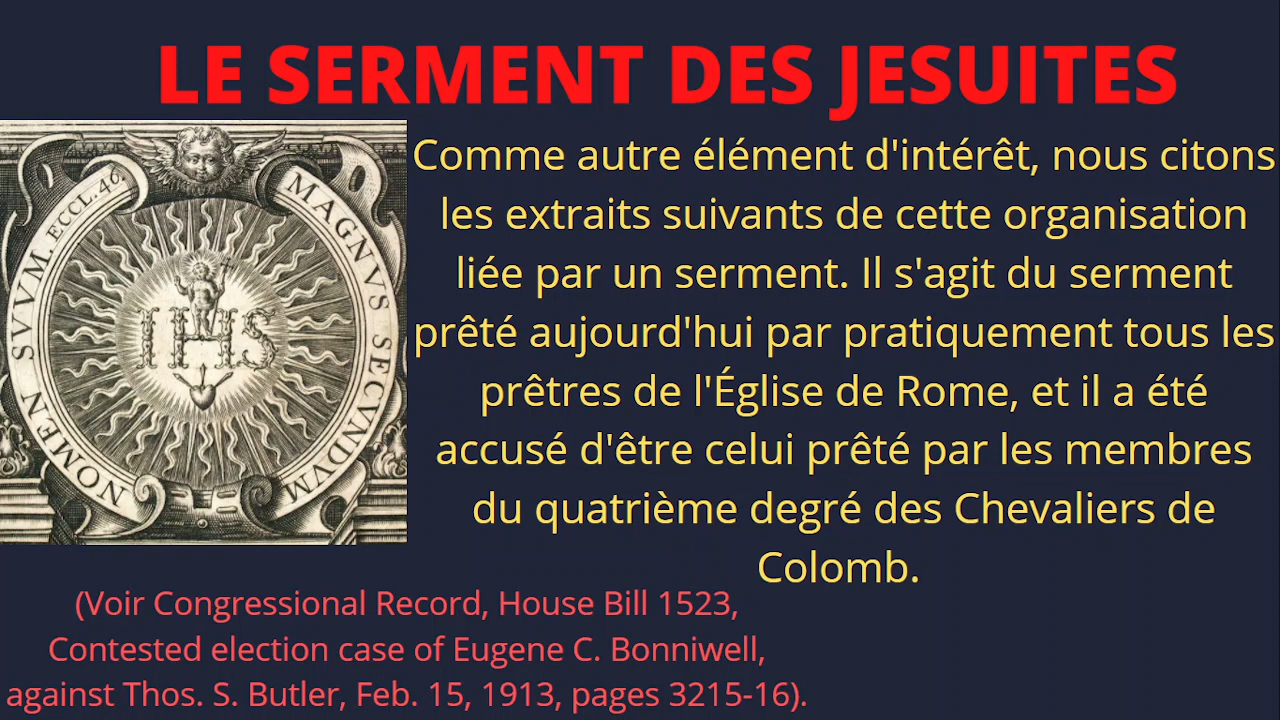 LE SERMENT DES JESUITES
NOMEN SVVM. ECCL. 46.
MAGNVS SECVNDVM
IHS
Comme autre élément d'intérêt, nous citons
les extraits suivants de cette organisation
liée par un serment. Il s'agit du serment
prêté aujourd'hui par pratiquement tous les
prêtres de l'Église de Rome, et il a été
accusé d'être celui prêté par les membres
du quatrième degré des Chevaliers de
Colomb.
(Voir Congressional Record, House Bill 1523,
Contested election case of Eugene C. Bonniwell,
against Thos. S. Butler, Feb. 15, 1913, pages 3215-16).